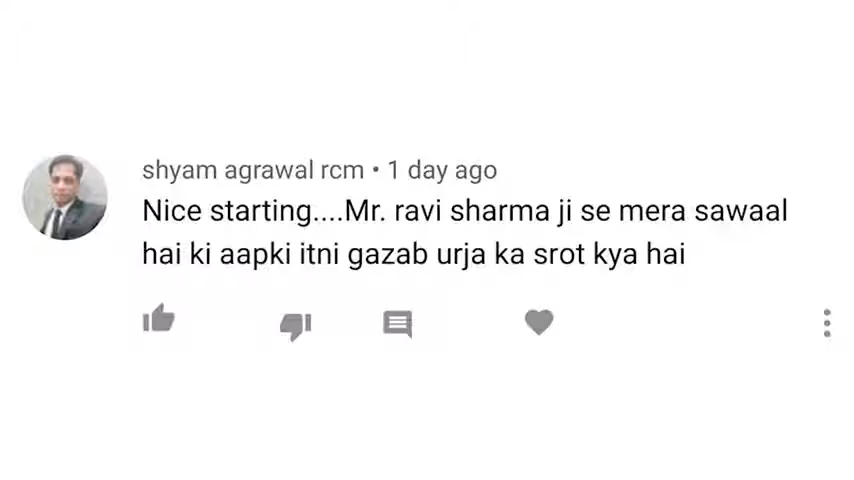 shyam agrawal rcm • 1 day ago
Nice starting....Mr. ravi sharma ji se mera sawaal
hai ki aapki itni gazab urja ka srot kya hai